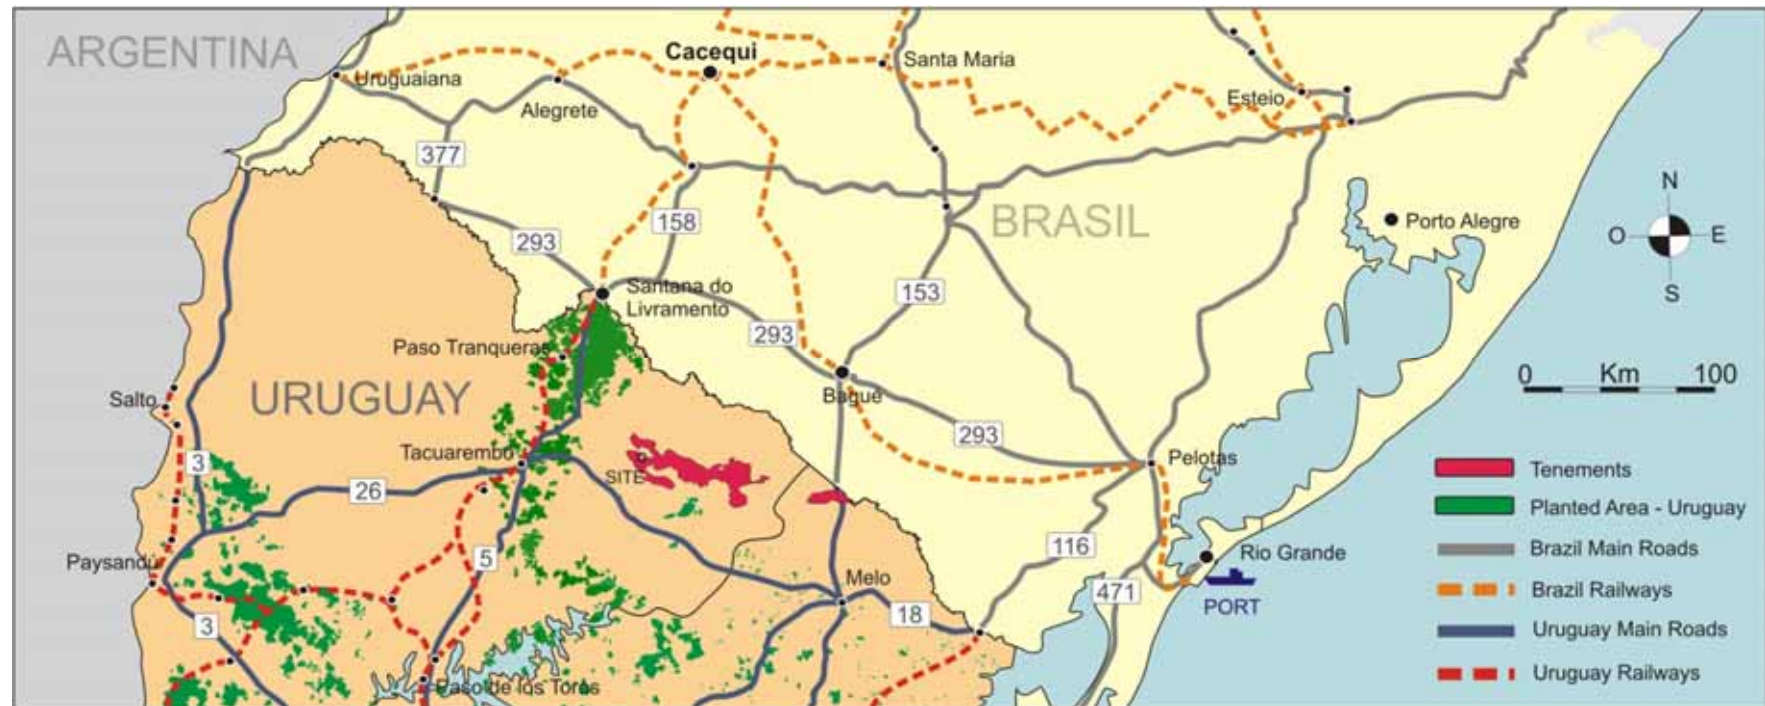 ARGENTINA
Cacequi
Santa Maria
Uruguaiana
Alegrete
Esteio
377
158
BRASIL
Porto Alegre
N
O
E
S
293
Santana do
Livramento
153
293
Paso Tranqueras
0 Km 100
URUGUAY
Salto
Bague
293
Tacuarembo
3
26
SITE
Pelotas
Tenements
Planted Area - Uruguay
Brazil Main Roads
Brazil Railways
Uruguay Main Roads
Uruguay Railways
Paysandú
5
116
Rio Grande
PORT
Melo
471
18
3
Paso de los Toros